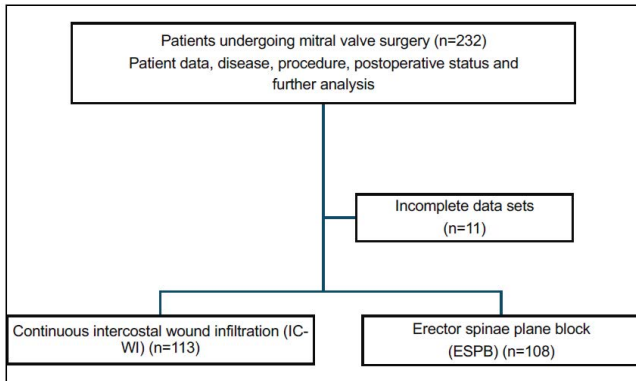 Patients undergoing mitral valve surgery (n=232)
Patient data, disease, procedure, postoperative status and
further analysis
Incomplete data sets
(n=11)
Continuous intercostal wound infiltration (IC-
WI) (n=113)
Erector spinae plane block
(ESPB) (n=108)